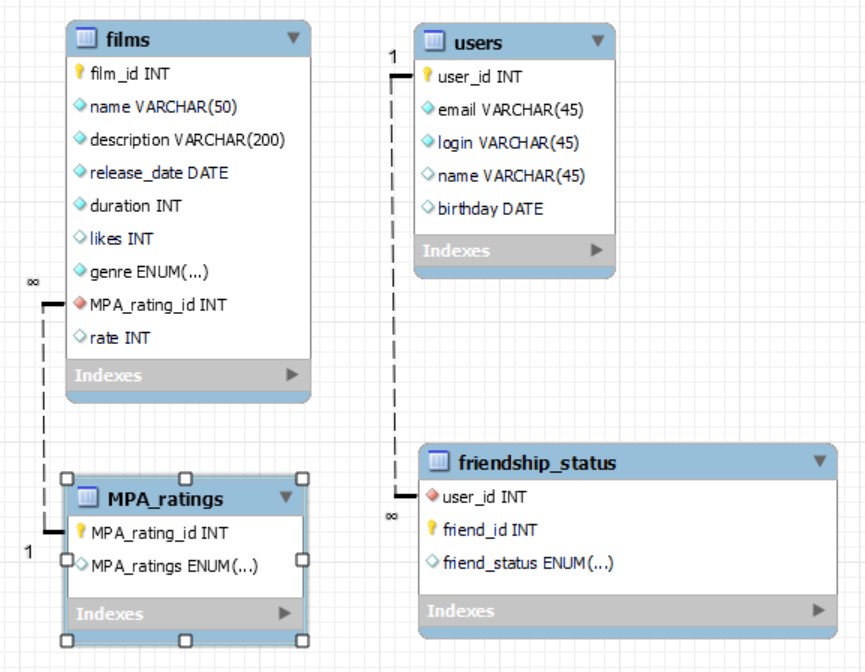 films
film_id INT
name VARCHAR(50)
description VARCHAR(200)
release_date DATE
duration INT
likes INT
genre ENUM(...)
MPA_rating_id INT
rate INT
Indexes
∞
1
MPA_ratings
MPA_rating_id INT
MPA_ratings ENUM(...)
Indexes
1
users
user_id INT
email VARCHAR(45)
login VARCHAR(45)
name VARCHAR(45)
birthday DATE
Indexes
∞
friendship_status
user_id INT
friend_id INT
friend_status ENUM(...)
Indexes